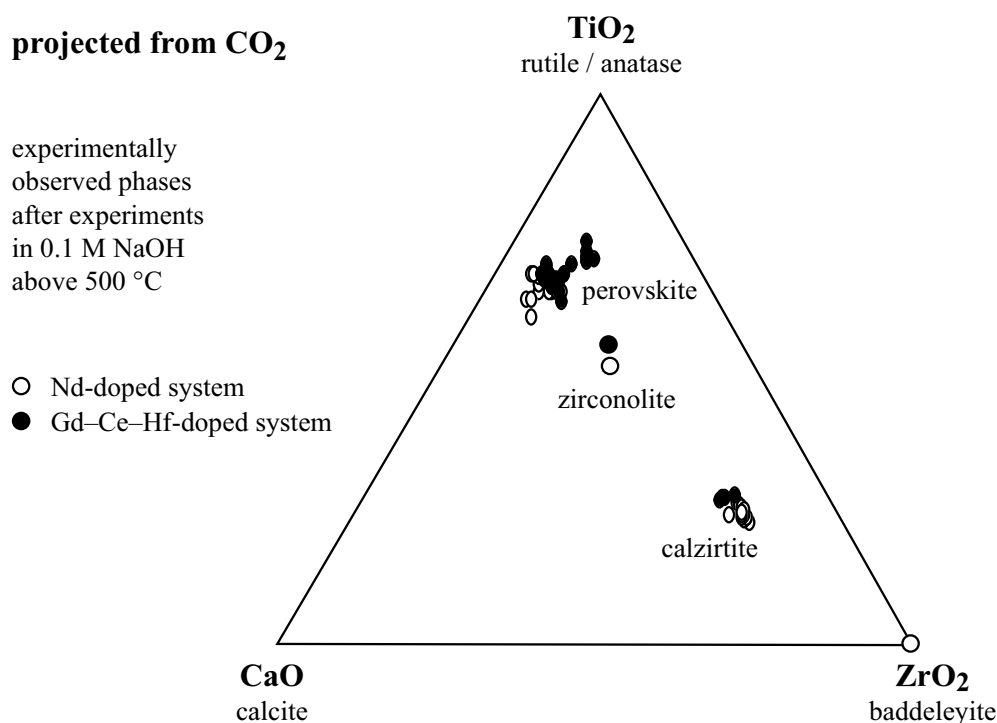 projected from CO₂
TiO₂
rutile / anatase
experimentally
observed phases
after experiments
in 0.1 M NaOH
above 500 °C
perovskite
zirconolite
Nd-doped system
Gd–Ce–Hf-doped system
calzirtite
CaO
calcite
ZrO₂
baddeleyite